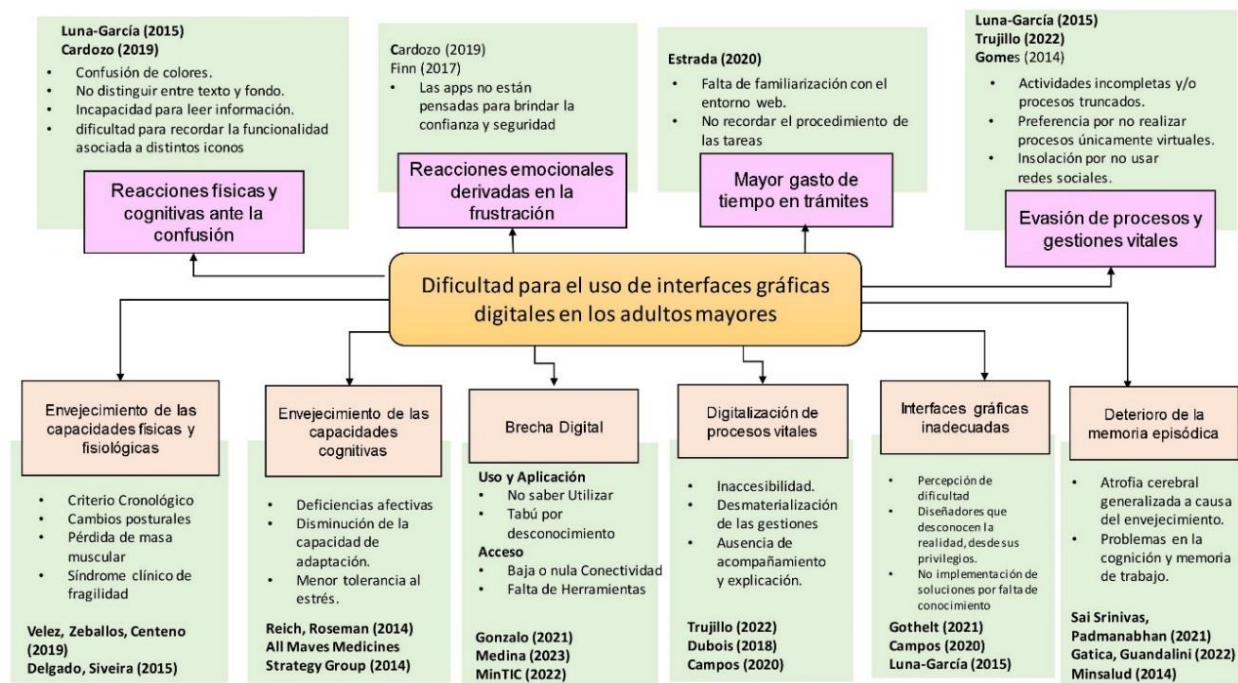 Luna-García (2015)
Cardozo (2019)
• Confusión de colores.
• No distinguir entre texto y fondo.
• Incapacidad para leer información.
• dificultad para recordar la funcionalidad
asociada a distintos iconos
Reacciones físicas y
cognitivas ante la
confusión
Cardozo (2019)
Finn (2017)
• Las apps no están
pensadas para brindar la
confianza y seguridad
Reacciones emocionales
derivadas en la
frustración
Estrada (2020)
• Falta de familiarización con el
entorno web.
• No recordar el procedimiento de
las tareas
Mayor gasto de
tiempo en trámites
Luna-García (2015)
Trujillo (2022)
Gomes (2014)
• Actividades incompletas y/o
procesos truncados.
• Preferencia por no realizar
procesos únicamente virtuales.
• Insolación por no usar
redes sociales.
Evasión de procesos y
gestiones vitales
Dificultad para el uso de interfaces gráficas
digitales en los adultos mayores
Envejecimiento de las
capacidades físicas y
fisiológicas
• Criterio Cronológico
• Cambios posturales
• Pérdida de masa
muscular
• Síndrome clínico de
fragilidad
Velez, Zeballos, Centeno
(2019)
Delgado, Siveira (2015)
Envejecimiento de las
capacidades
cognitivas
• Deficiencias afectivas
• Disminución de la
capacidad de
adaptación.
• Menor tolerancia al
estrés.
Reich, Roseman (2014)
All Maves Medicines
Strategy Group (2014)
Brecha Digital
Uso y Aplicación
• No saber Utilizar
• Tabú por
desconocimiento
Acceso
• Baja o nula Conectividad
• Falta de Herramientas
Gonzalo (2021)
Medina (2023)
MinTIC (2022)
Digitalización de
procesos vitales
• Inaccesibilidad.
• Desmaterialización
de las gestiones
• Ausencia de
acompañamiento
y explicación.
Trujillo (2022)
Dubois (2018)
Campos (2020)
Interfaces gráficas
inadecuadas
• Percepción de
dificultad
• Diseñadores que
desconocen la
realidad, desde sus
privilegios.
• No implementación de
soluciones por falta de
conocimiento
Gothelt (2021)
Campos (2020)
Luna-García (2015)
Deterioro de la
memoria episódica
• Atrofia cerebral
generalizada a causa
del envejecimiento.
• Problemas en la
cognición y memoria
de trabajo.
Sai Srinivas,
Padmanabhan (2021)
Gatica, Guandalini (2022)
Minsalud (2014)